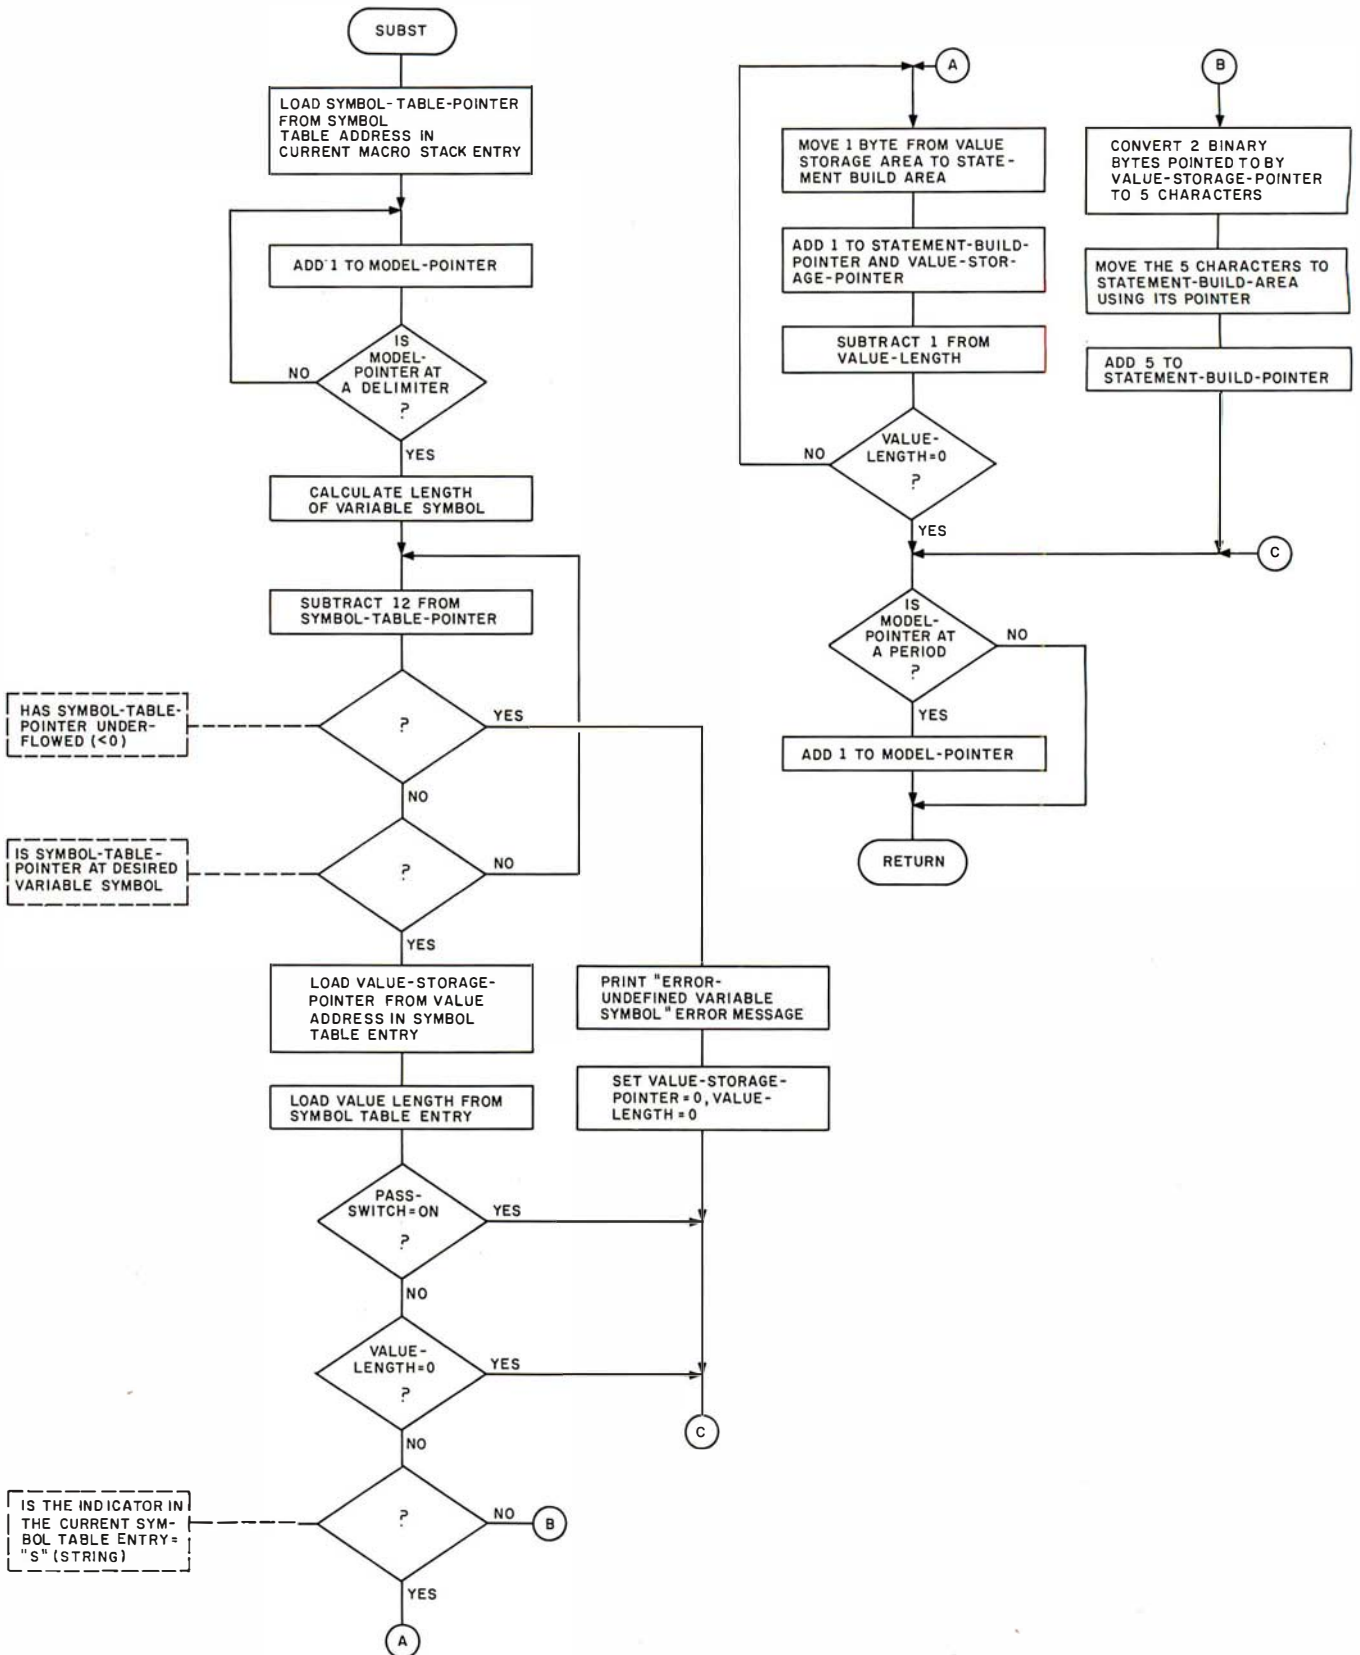 SUBST
LOAD SYMBOL-TABLE-POINTER
FROM SYMBOL
TABLE ADDRESS IN
CURRENT MACRO STACK ENTRY
ADD 1 TO MODEL-POINTER
IS
MODEL-
POINTER AT
A DELIMITER
?
NO
YES
CALCULATE LENGTH
OF VARIABLE SYMBOL
SUBTRACT 12 FROM
SYMBOL-TABLE-POINTER
HAS SYMBOL-TABLE-
POINTER UNDER-
FLOWED (<0)
?
YES
NO
IS SYMBOL-TABLE-
POINTER AT DESIRED
VARIABLE SYMBOL
?
NO
YES
LOAD VALUE-STORAGE-
POINTER FROM VALUE
ADDRESS IN SYMBOL
TABLE ENTRY
PRINT "ERROR-
UNDEFINED VARIABLE
SYMBOL" ERROR MESSAGE
LOAD VALUE LENGTH FROM
SYMBOL TABLE ENTRY
SET VALUE-STORAGE-
POINTER=0, VALUE-
LENGTH=0
PASS-
SWITCH=ON
?
YES
NO
VALUE-
LENGTH=0
?
YES
NO
C
IS THE INDICATOR IN
THE CURRENT SYM-
BOL TABLE ENTRY=
"S" (STRING)
?
NO
B
YES
A
A
MOVE 1 BYTE FROM VALUE
STORAGE AREA TO STATE-
MENT BUILD AREA
ADD 1 TO STATEMENT-BUILD-
POINTER AND VALUE-STOR-
AGE-POINTER
SUBTRACT 1 FROM
VALUE-LENGTH
VALUE-
LENGTH=0
?
NO
YES
B
CONVERT 2 BINARY
BYTES POINTED TO BY
VALUE-STORAGE-POINTER
TO 5 CHARACTERS
MOVE THE 5 CHARACTERS TO
STATEMENT-BUILD-AREA
USING ITS POINTER
ADD 5 TO
STATEMENT-BUILD-POINTER
C
IS
MODEL-
POINTER AT
A PERIOD
?
NO
YES
ADD 1 TO MODEL-POINTER
RETURN